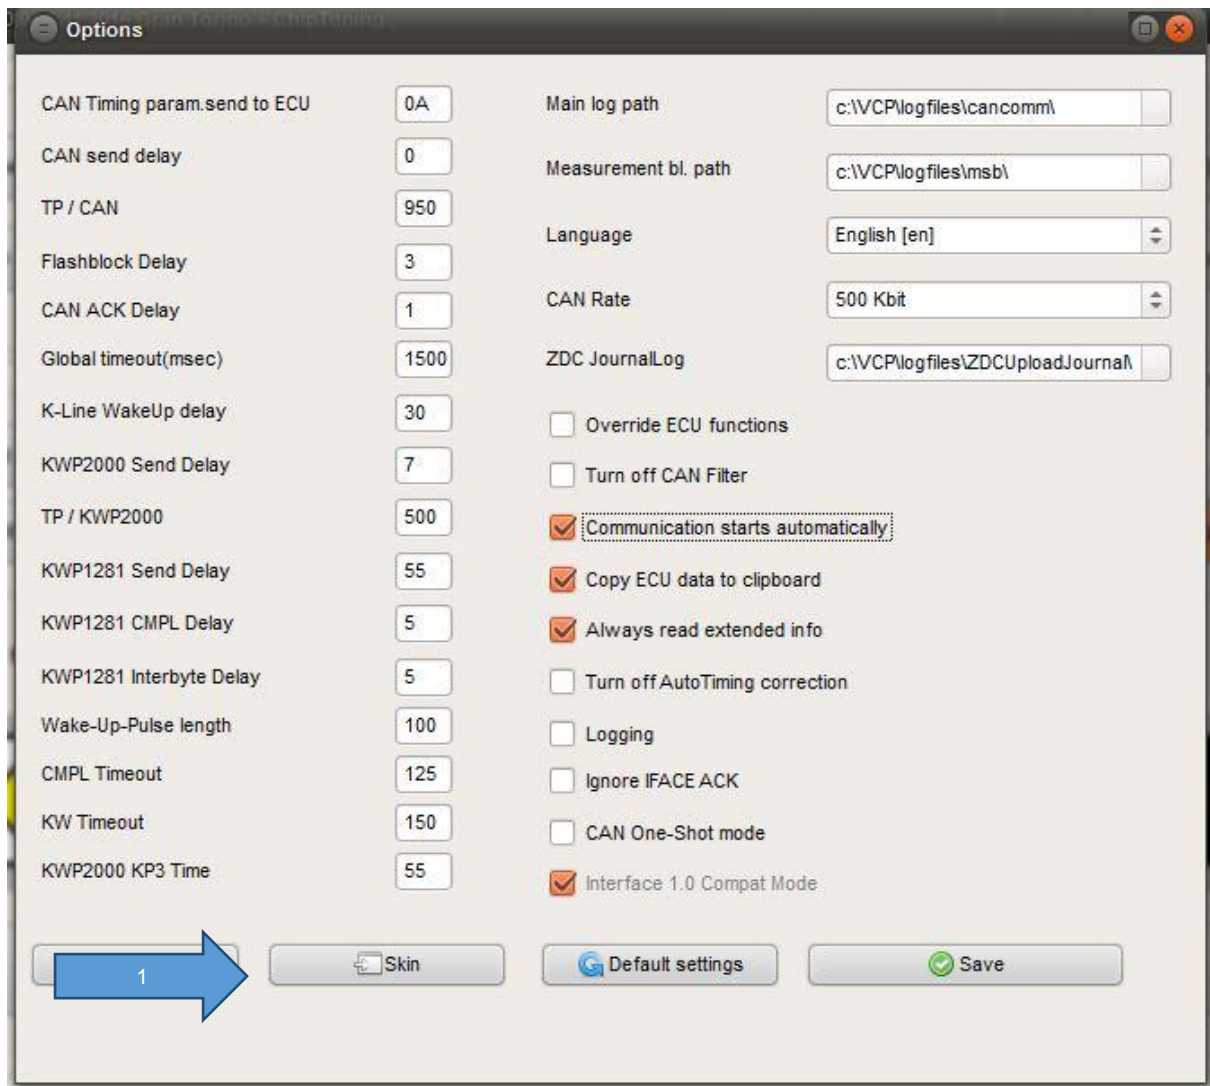 Gran Torino + ChipTuning
Options
CAN Timing param.send to ECU 0A
CAN send delay 0
TP / CAN 950
Flashblock Delay 3
CAN ACK Delay 1
Global timeout(msec) 1500
K-Line WakeUp delay 30
KWP2000 Send Delay 7
TP / KWP2000 500
KWP1281 Send Delay 55
KWP1281 CMPL Delay 5
KWP1281 Interbyte Delay 5
Wake-Up-Pulse length 100
CMPL Timeout 125
KW Timeout 150
KWP2000 KP3 Time 55
Main log path c:\VCP\logfiles\cancomm\
Measurement bl. path c:\VCP\logfiles\msb\
Language English [en]
CAN Rate 500 Kbit
ZDC JournalLog c:\VCP\logfiles\ZDCUploadJournal\
Override ECU functions
Turn off CAN Filter
Communication starts automatically
Copy ECU data to clipboard
Always read extended info
Turn off AutoTiming correction
Logging
Ignore IFACE ACK
CAN One-Shot mode
Interface 1.0 Compat Mode
1
Skin
Default settings
Save